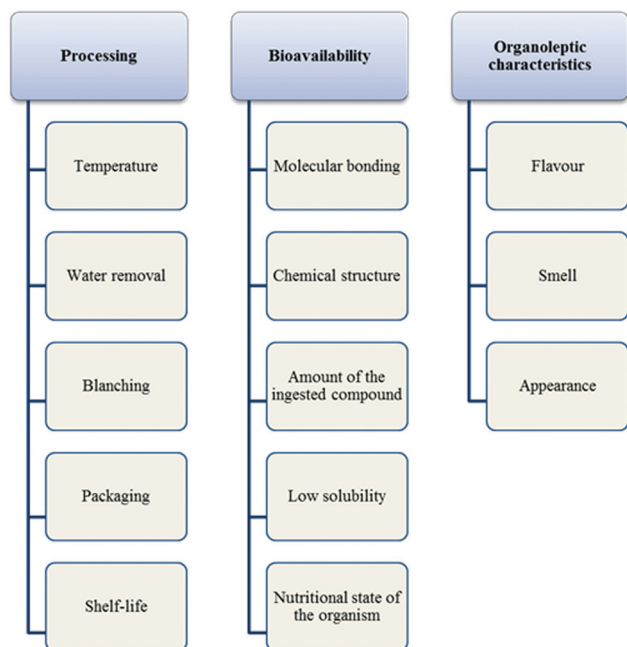 Processing
Temperature
Water removal
Blanching
Packaging
Shelf-life
Bioavailability
Molecular bonding
Chemical structure
Amount of the
ingested compound
Low solubility
Nutritional state of
the organism
Organoleptic
characteristics
Flavour
Smell
Appearance